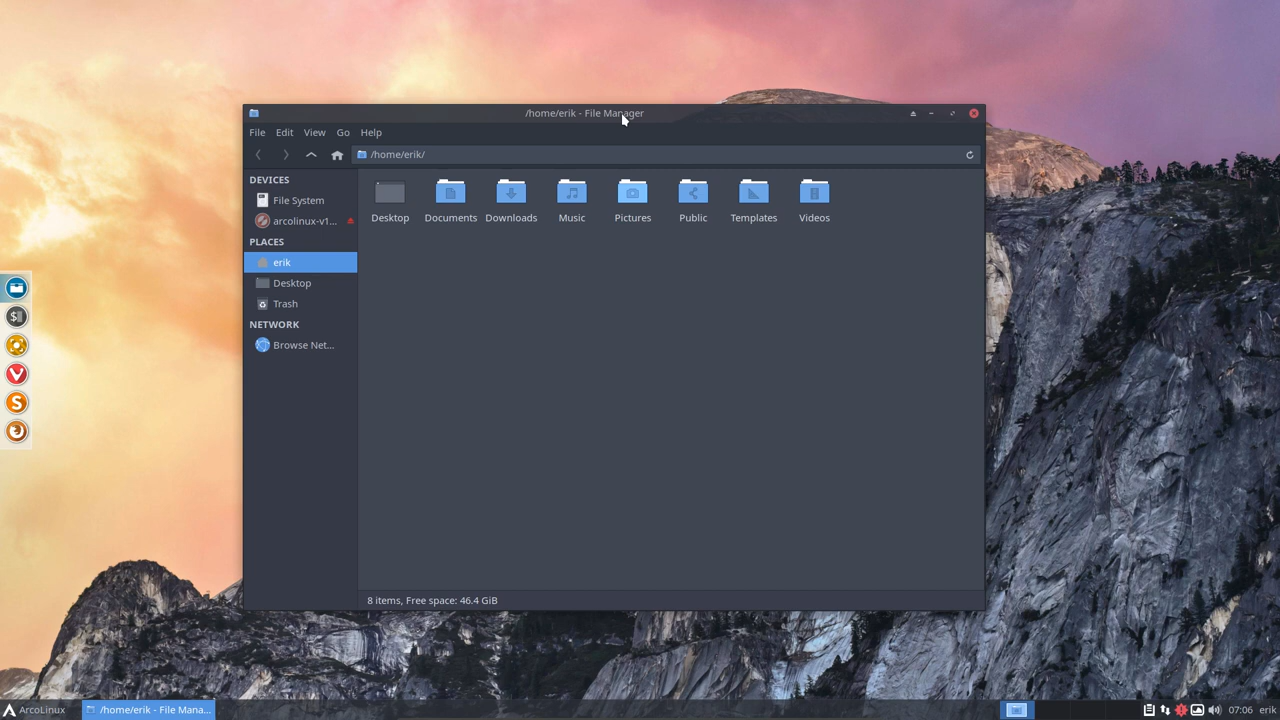 /home/erik - File Manager
File Edit View Go Help
/home/erik/
DEVICES
File System
arcolinux-v1...
PLACES
erik
Desktop
Trash
NETWORK
Browse Net...
Desktop Documents Downloads Music Pictures Public Templates Videos
8 items, Free space: 46.4 GiB
ArcoLinux /home/erik - File Mana... 07:06 erik